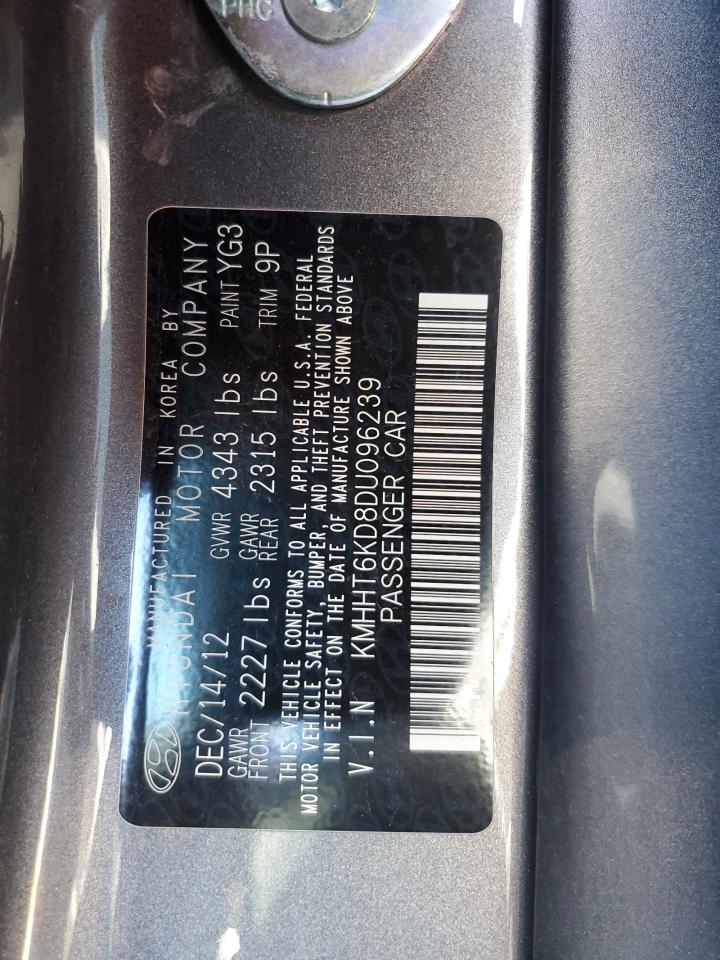 PHC
MANUFACTURED IN KOREA BY
HYUNDAI MOTOR COMPANY
DEC/14/12 GVWR 4343 lbs PAINT YG3
GAWR FRONT 2227 lbs GAWR REAR 2315 lbs TRIM 9P
THIS VEHICLE CONFORMS TO ALL APPLICABLE U.S.A. FEDERAL
MOTOR VEHICLE SAFETY, BUMPER, AND THEFT PREVENTION STANDARDS
IN EFFECT ON THE DATE OF MANUFACTURE SHOWN ABOVE
V.I.N KMHHT6KD8DU096239
PASSENGER CAR